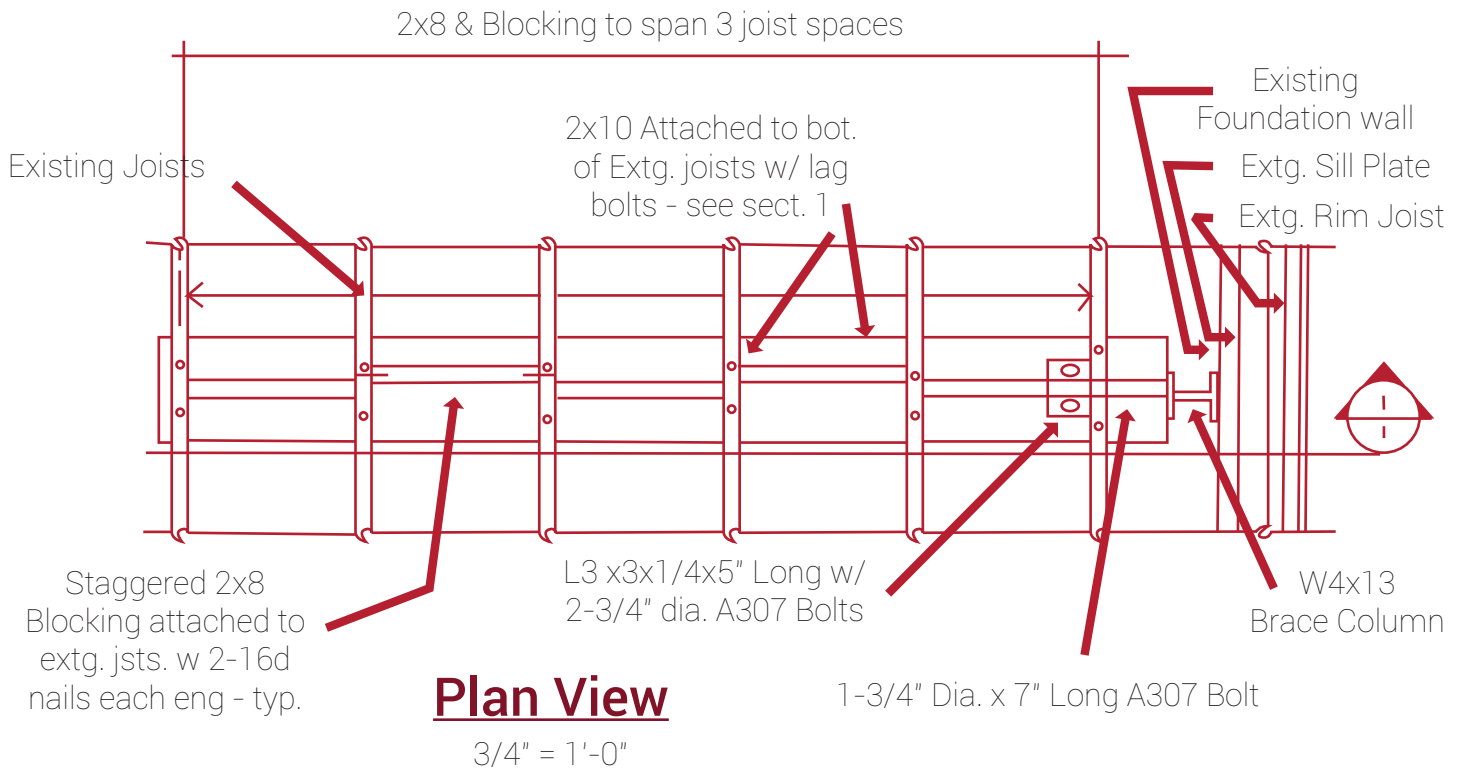 2x8 & Blocking to span 3 joist spaces
Existing
Foundation wall
Extg. Sill Plate
Extg. Rim Joist
2x10 Attached to bot.
of Extg. joists w/ lag
bolts - see sect. 1
Existing Joists
Staggered 2x8
Blocking attached to
extg. jsts. w 2-16d
nails each eng - typ.
L3 x3x1/4x5" Long w/
2-3/4" dia. A307 Bolts
W4x13
Brace Column
1-3/4" Dia. x 7" Long A307 Bolt
Plan View
3/4" = 1'-0"